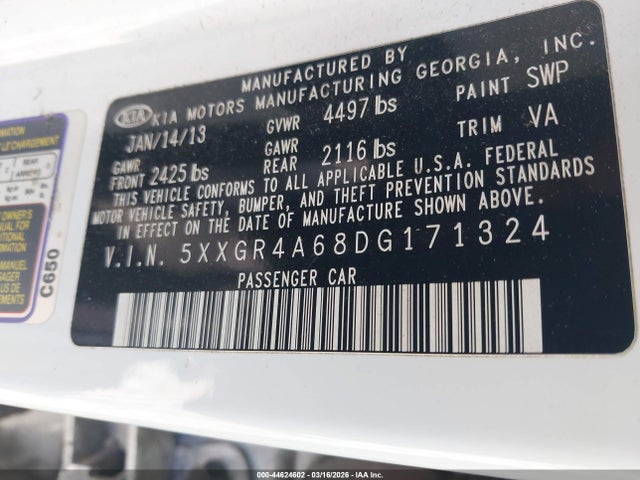 MANUFACTURED BY
KIA KIA MOTORS MANUFACTURING GEORGIA, INC.
JAN/14/13 GVWR 4497 lbs PAINT SWP
GAWR FRONT 2425 lbs GAWR REAR 2116 lbs TRIM VA
THIS VEHICLE CONFORMS TO ALL APPLICABLE U.S.A. FEDERAL
MOTOR VEHICLE SAFETY, BUMPER, AND THEFT PREVENTION STANDARDS
IN EFFECT ON THE DATE OF MANUFACTURE SHOWN ABOVE.
V.I.N. 5XXGR4A68DG171324
PASSENGER CAR
REAR
C650
000-44624602 — 03/16/2026 — IAA Inc.